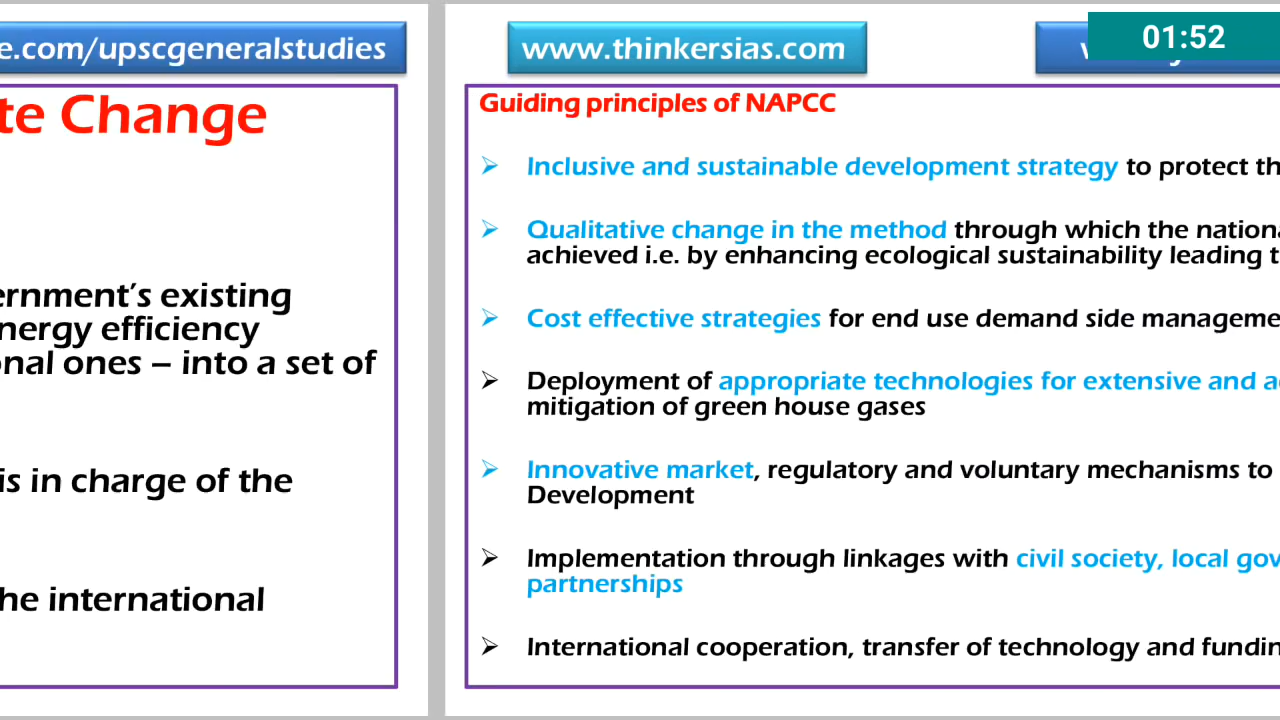 e.com/upscgeneralstudies
te Change
ernment's existing
nergy efficiency
onal ones – into a set of
is in charge of the
he international
www.thinkersias.com
01:52
Guiding principles of NAPCC
Inclusive and sustainable development strategy to protect th
Qualitative change in the method through which the nationa
achieved i.e. by enhancing ecological sustainability leading t
Cost effective strategies for end use demand side manageme
Deployment of appropriate technologies for extensive and a
mitigation of green house gases
Innovative market, regulatory and voluntary mechanisms to
Development
Implementation through linkages with civil society, local gov
partnerships
International cooperation, transfer of technology and fundin